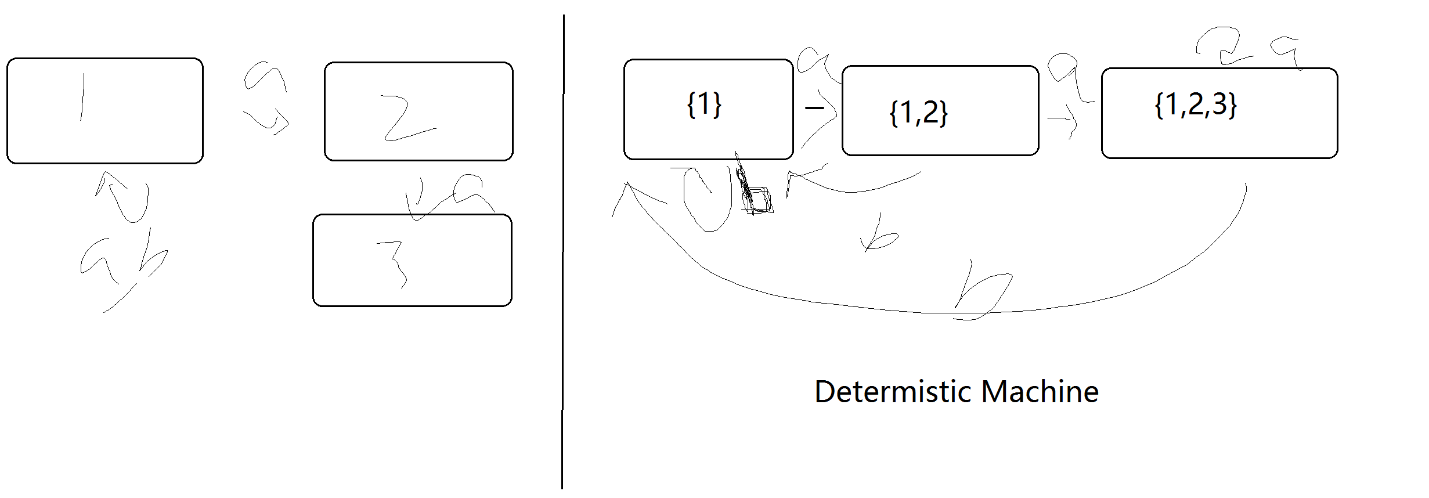 1
a
2
a
3
a, b
{1}
a
{1,2}
a
{1,2,3}
a
b
b
Determistic Machine